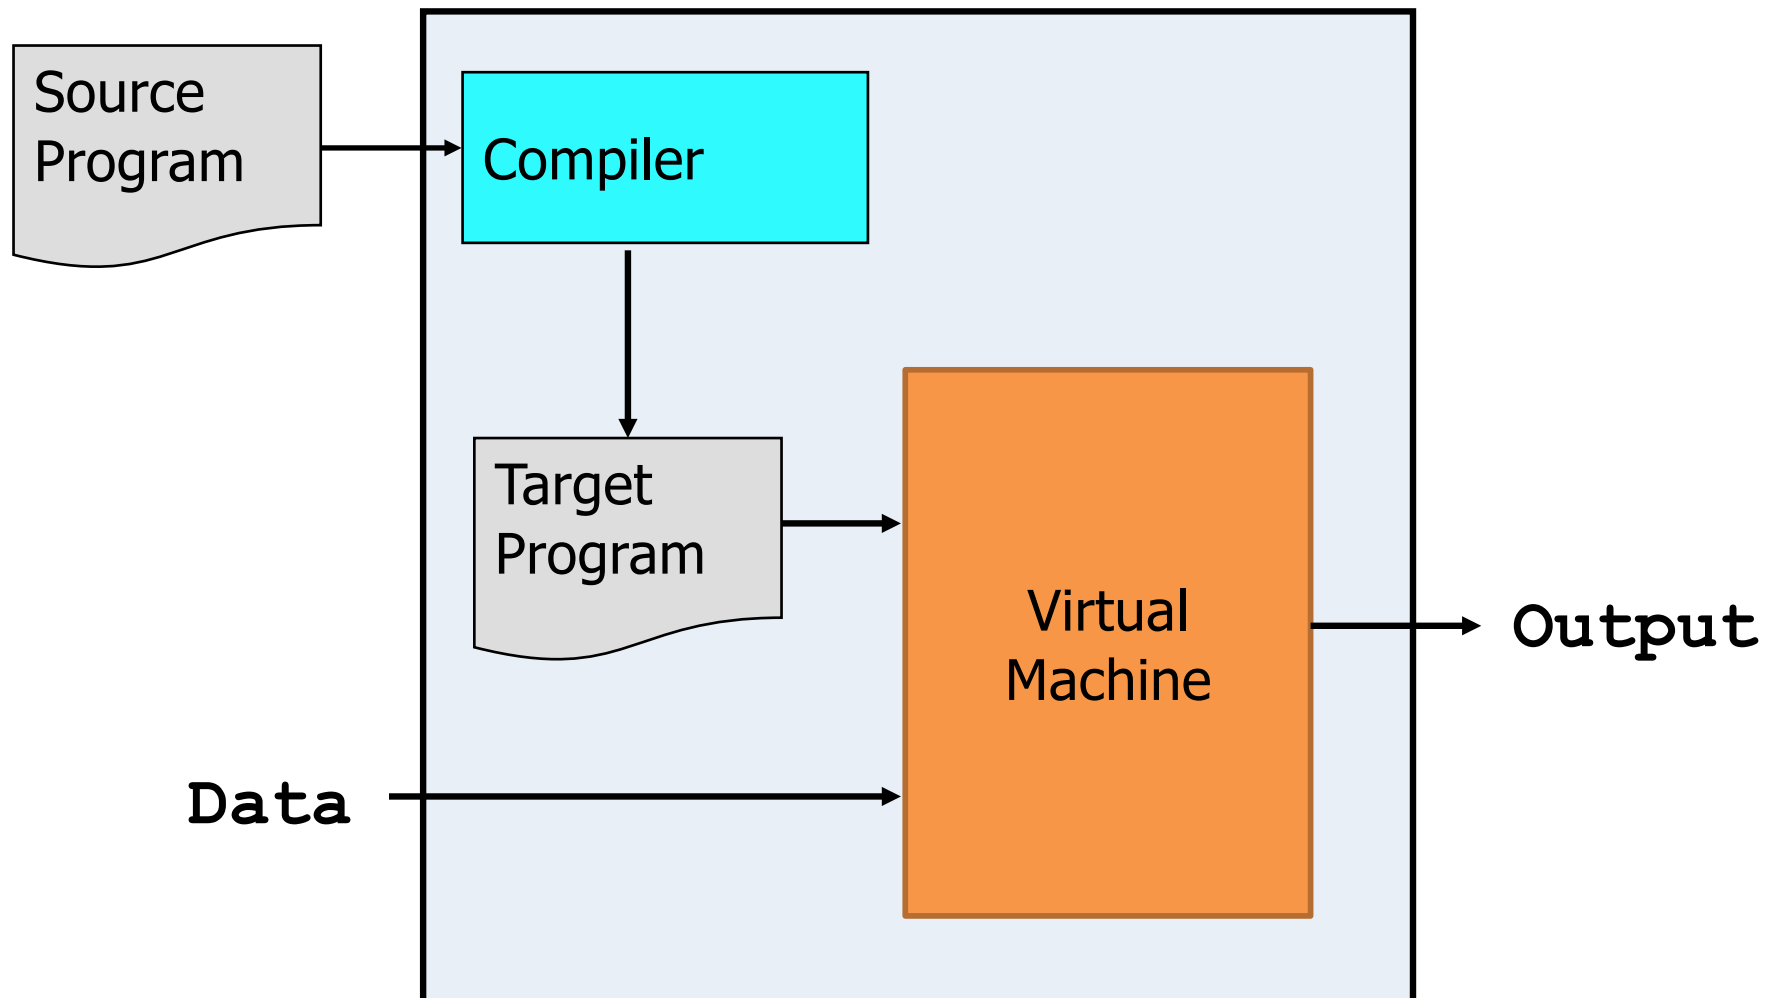 Source
Program
Compiler
Target
Program
Virtual
Machine
Output
Data